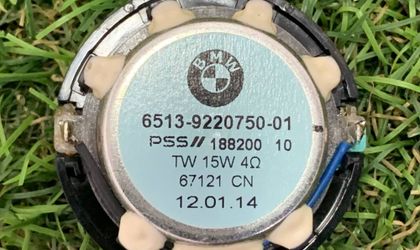 BMW
6513-9220750-01
PSS// 188200 10
TW 15W 4Ω
67121 CN
12.01.14